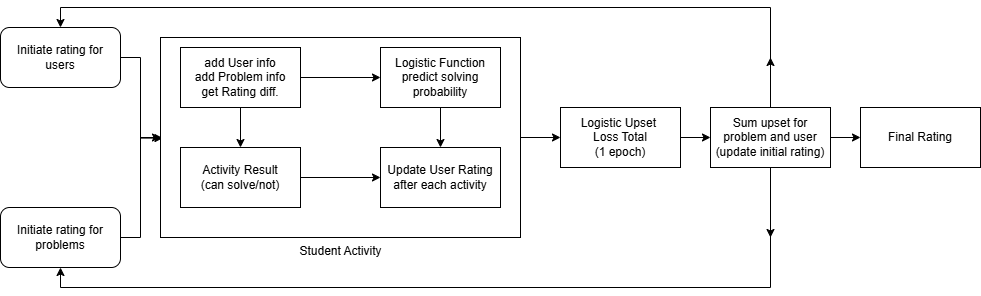 Initiate rating for
users
add User info
add Problem info
get Rating diff.
Logistic Function
predict solving
probability
Activity Result
(can solve/not)
Update User Rating
after each activity
Student Activity
Initiate rating for
problems
Logistic Upset
Loss Total
(1 epoch)
Sum upset for
problem and user
(update initial rating)
Final Rating